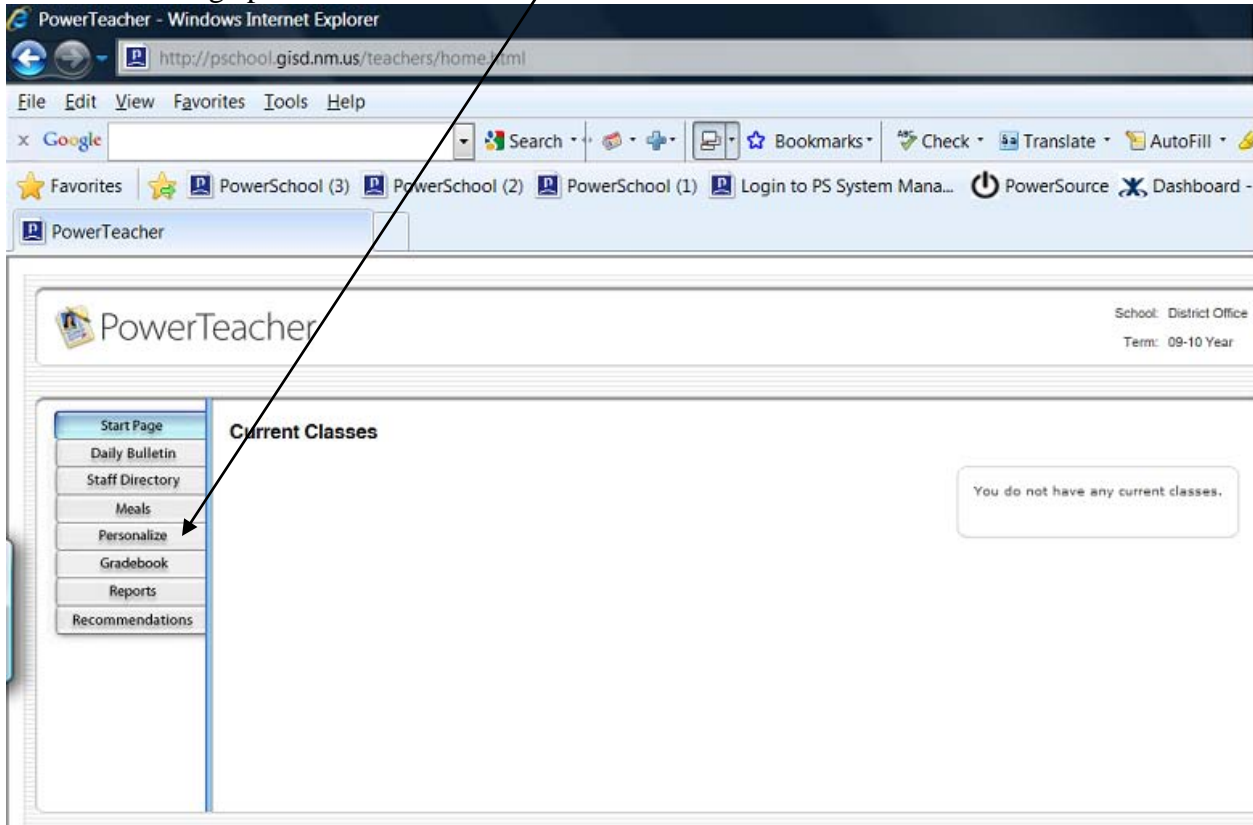 PowerTeacher - Windows Internet Explorer
http://pschool.gisd.nm.us/teachers/home.html
File Edit View Favorites Tools Help
x Google Search Bookmarks Check Translate AutoFill
Favorites PowerSchool (3) PowerSchool (2) PowerSchool (1) Login to PS System Mana... PowerSource Dashboard -
PowerTeacher
PowerTeacher
School: District Office
Term: 09-10 Year
Start Page
Daily Bulletin
Staff Directory
Meals
Personalize
Gradebook
Reports
Recommendations
Current Classes
You do not have any current classes.